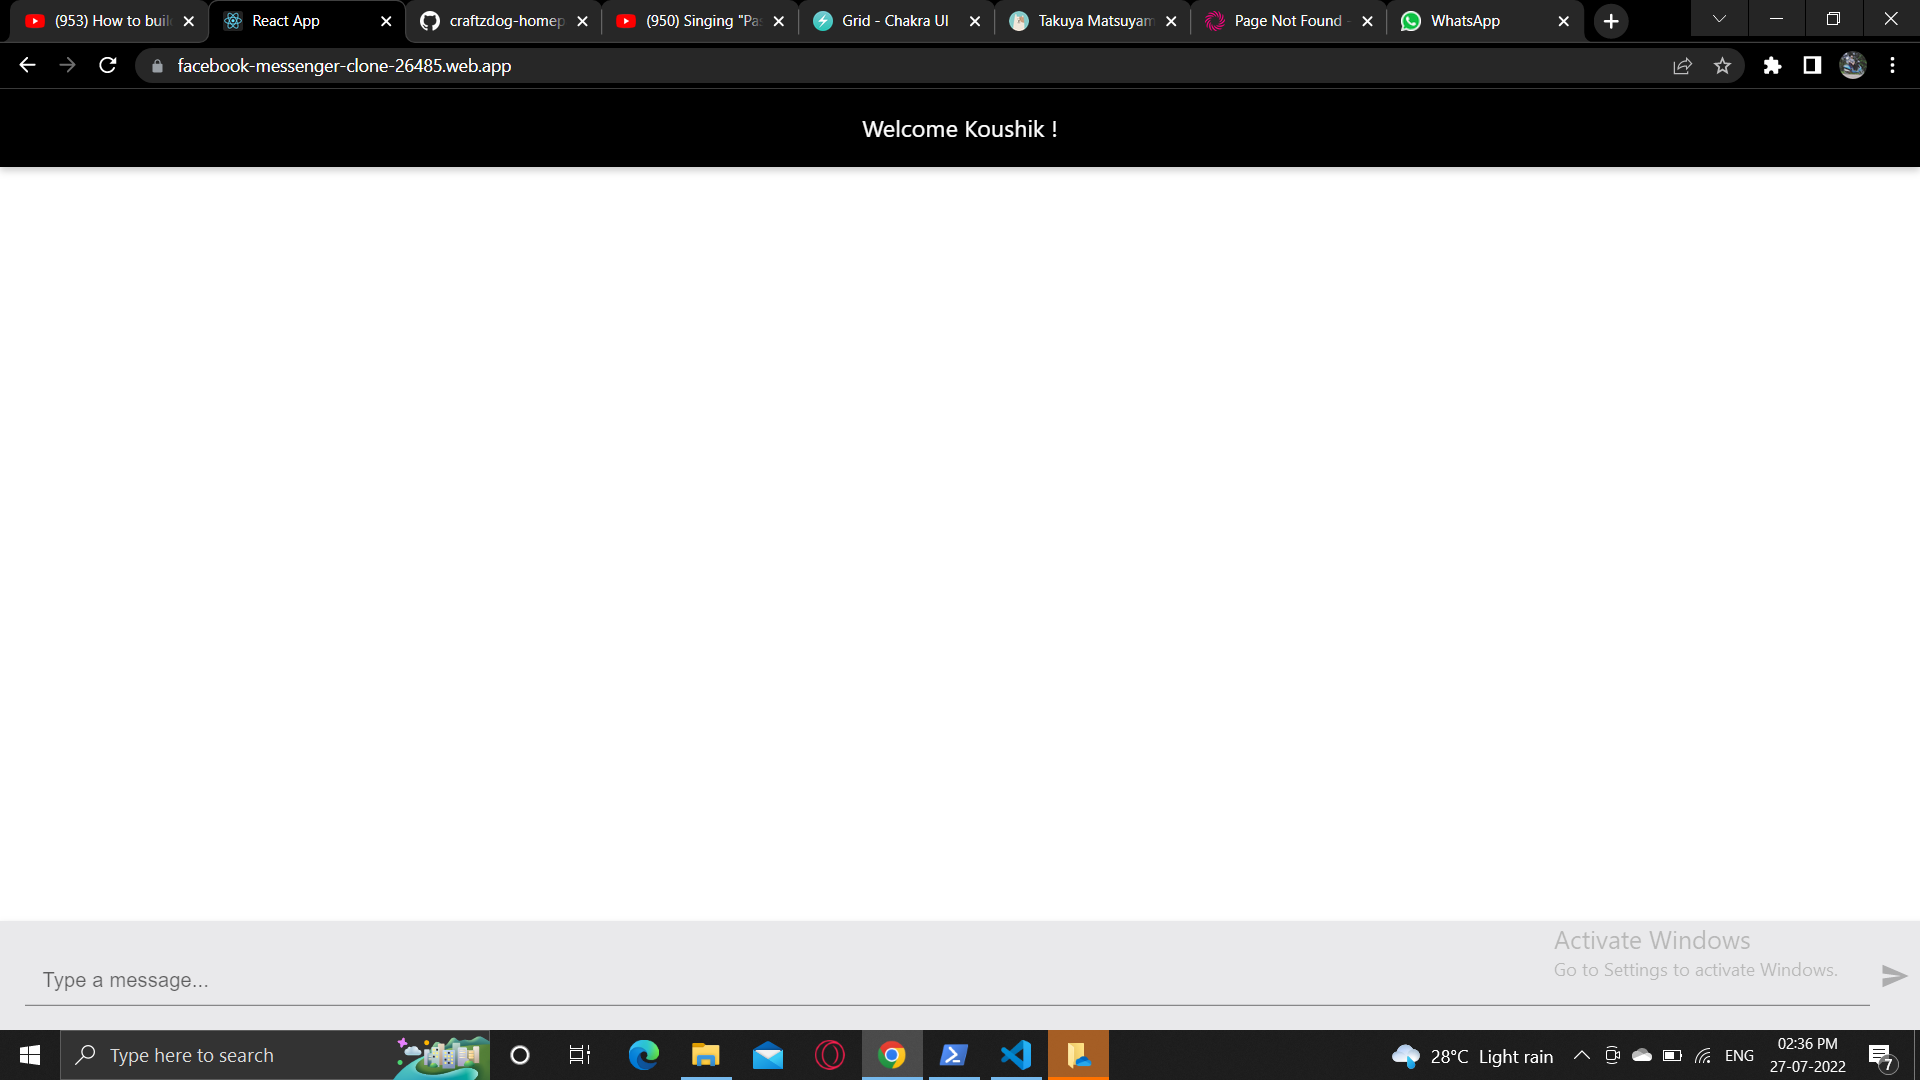 (953) How to buil
React App
craftzdog-homep
(950) Singing "Pas
Grid - Chakra UI
Takuya Matsuyam
Page Not Found -
WhatsApp
facebook-messenger-clone-26485.web.app
Welcome Koushik !
Activate Windows
Go to Settings to activate Windows.
Type a message...
Type here to search
28°C Light rain
ENG
02:36 PM
27-07-2022
7